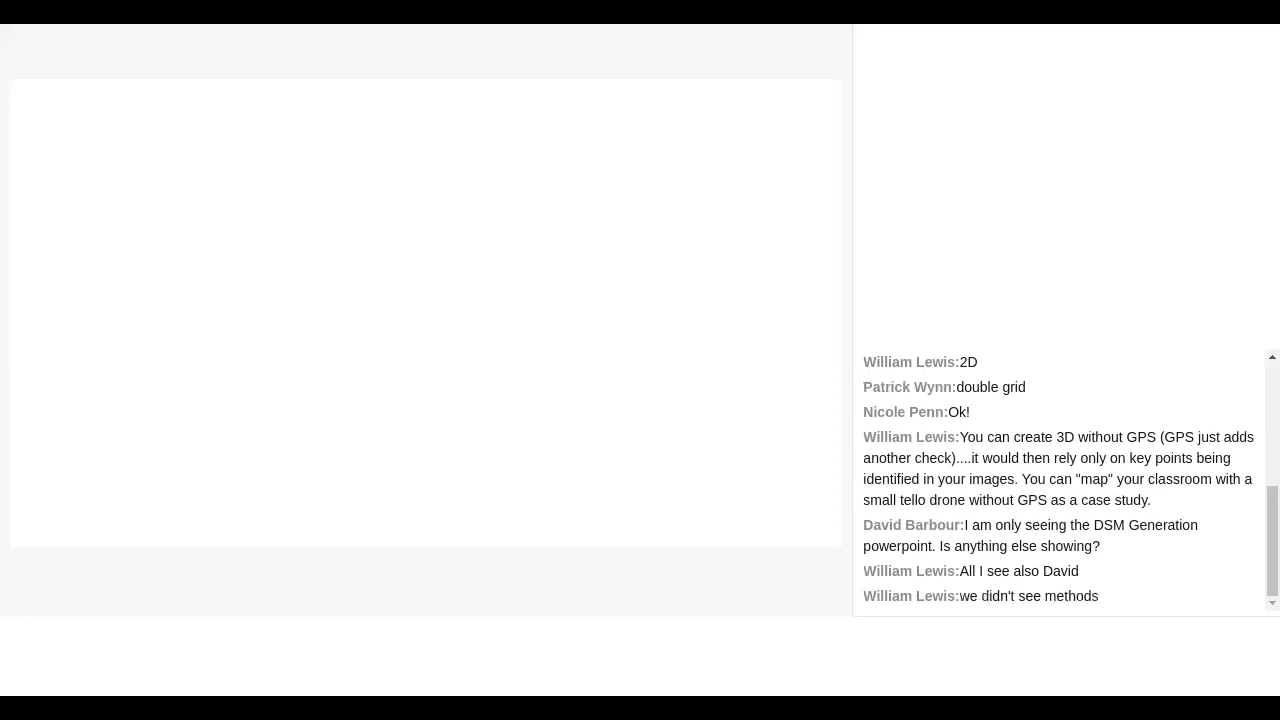 William Lewis:2D
Patrick Wynn:double grid
Nicole Penn:Ok!
William Lewis:You can create 3D without GPS (GPS just adds
another check)....it would then rely only on key points being
identified in your images. You can "map" your classroom with a
small tello drone without GPS as a case study.
David Barbour:I am only seeing the DSM Generation
powerpoint. Is anything else showing?
William Lewis:All I see also David
William Lewis:we didn't see methods